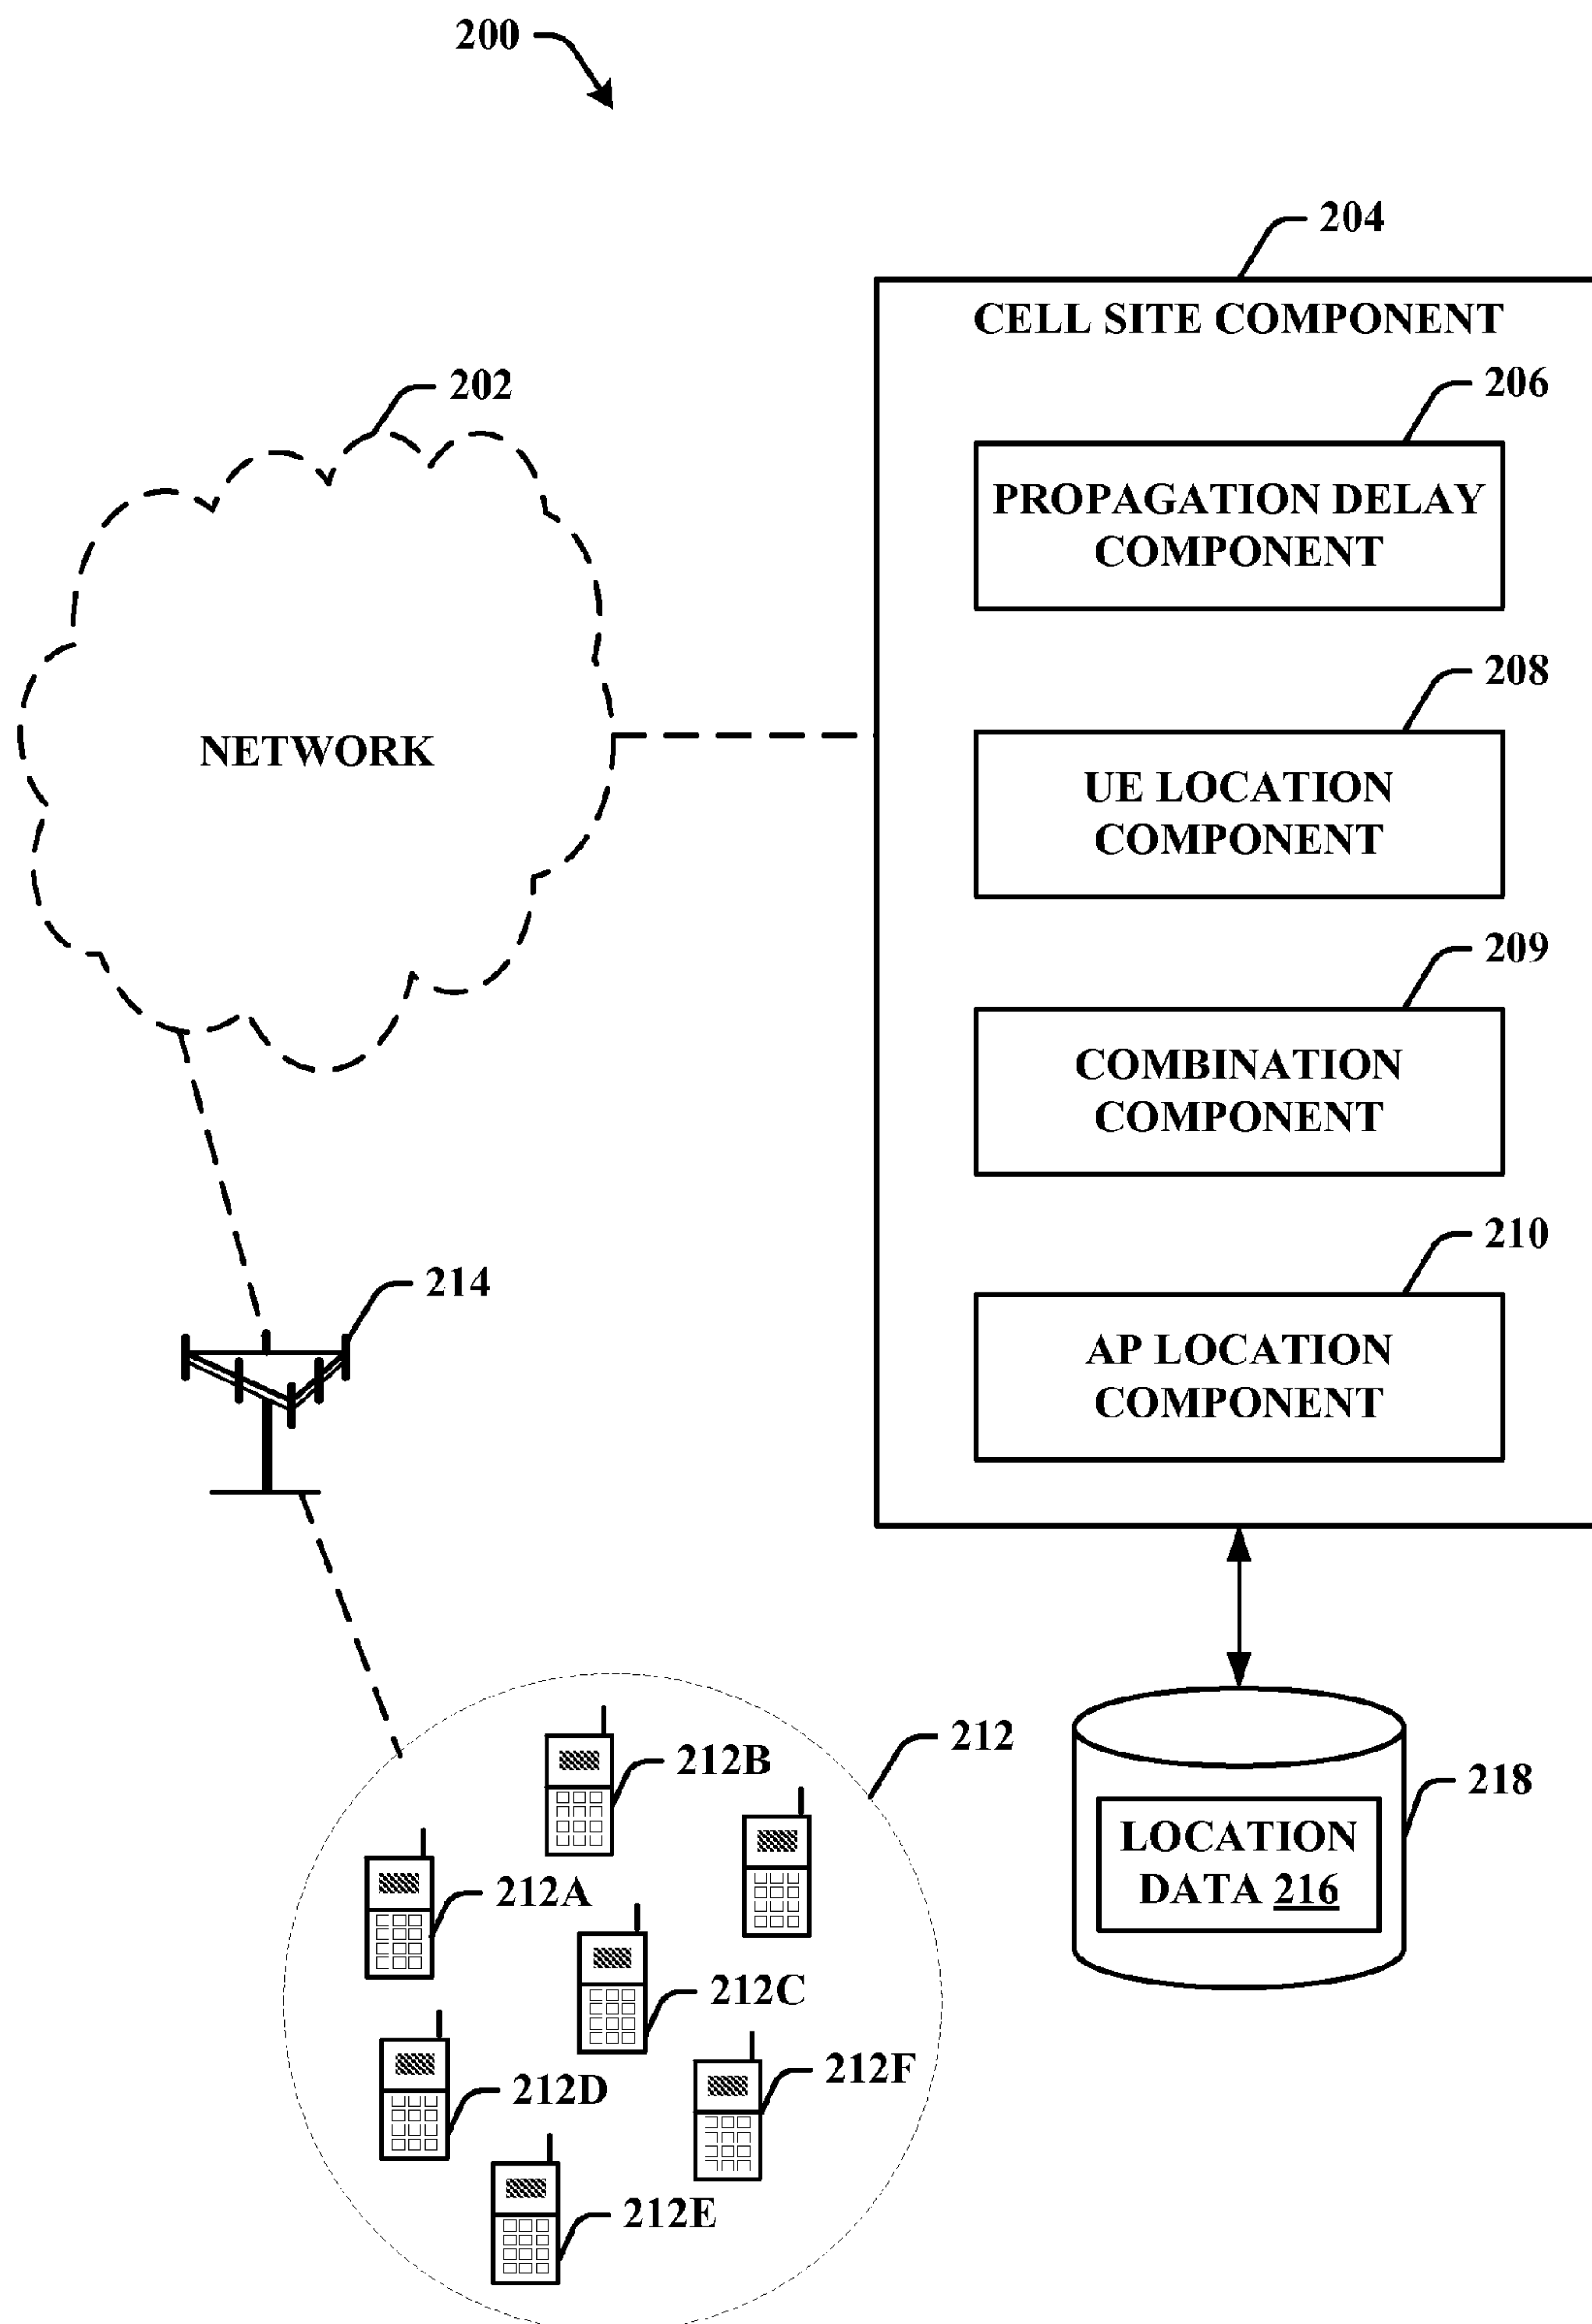 200
204
CELL SITE COMPONENT
202
206
PROPAGATION DELAY
COMPONENT
208
NETWORK
UE LOCATION
COMPONENT
209
COMBINATION
COMPONENT
210
214
AP LOCATION
COMPONENT
212
212B
218
LOCATION
DATA 216
212A
212C
212F
212D
212E